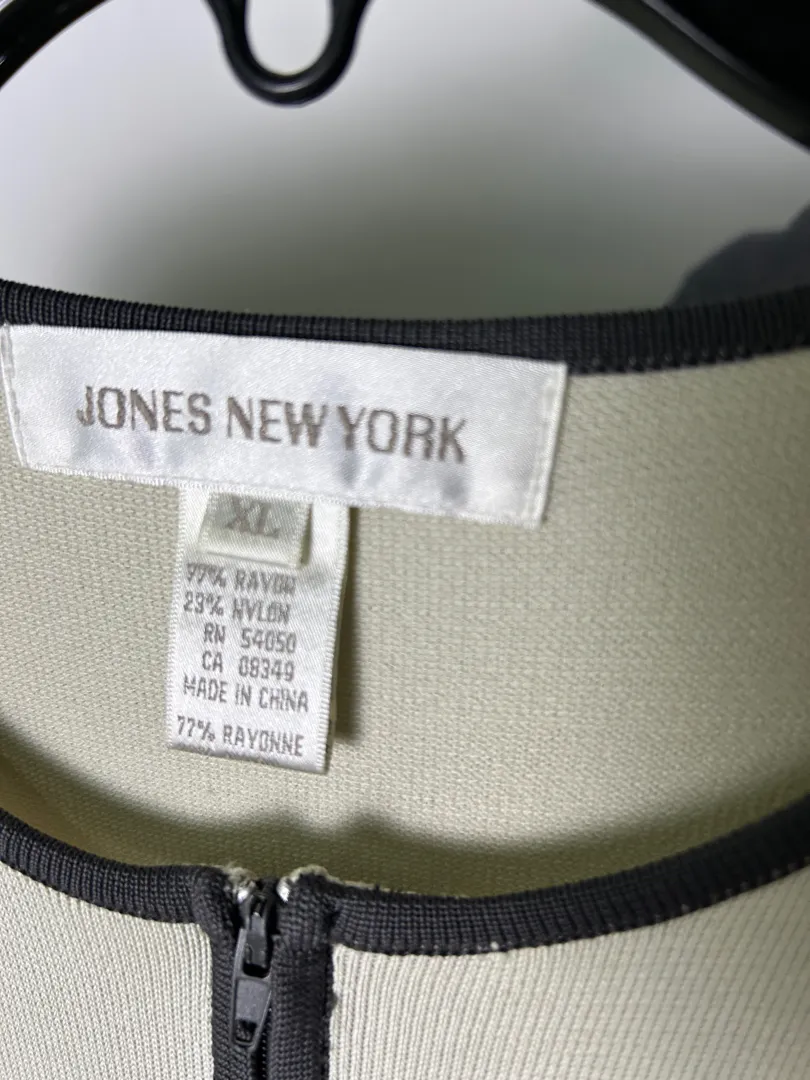 JONES NEW YORK
XL
77% RAYON
23% NYLON
RN 54050
CA 08349
MADE IN CHINA
77% RAYONNE